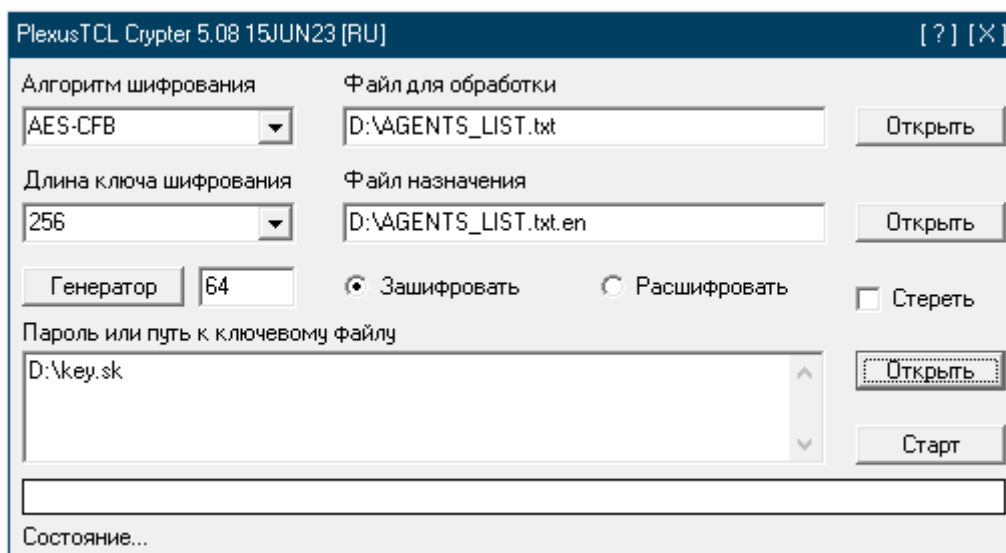 PlexusTCL Crypter 5.08 15JUN23 [RU] [ ? ] [X]
Алгоритм шифрования Файл для обработки
AES-CFB D:\AGENTS_LIST.txt Открыть
Длина ключа шифрования Файл назначения
256 D:\AGENTS_LIST.txt.en Открыть
Генератор 64 Зашифровать Расшифровать Стереть
Пароль или путь к ключевому файлу
D:\key.sk Открыть
Старт
Состояние...